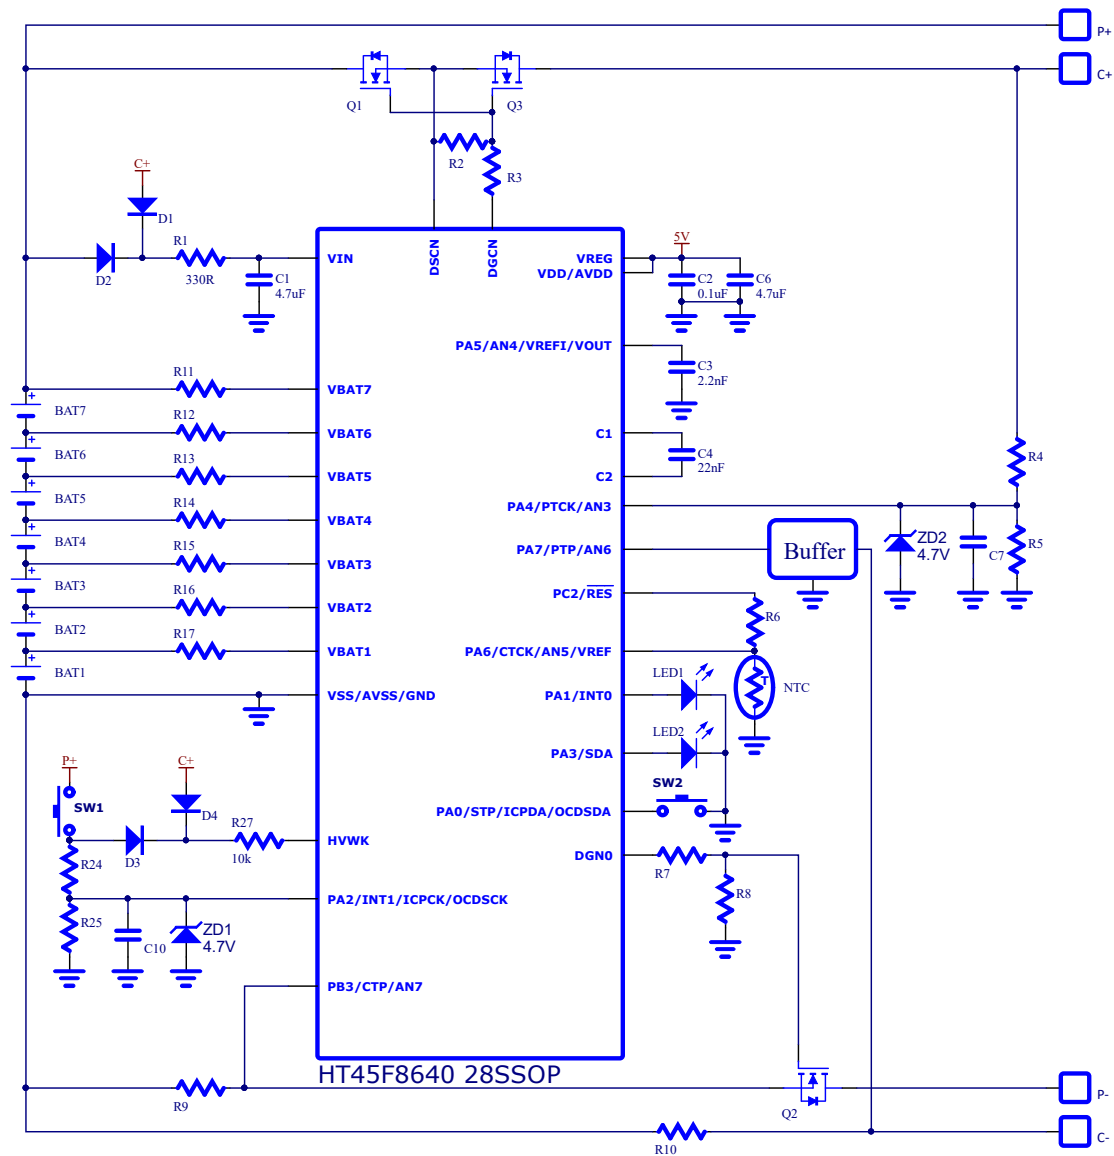 P+
C+
Q1
Q3
R2
R3
C+
D1
D2
R1
330R
C1
4.7uF
VIN
DSCN
DGCN
VREG
VDD/AVDD
5V
C2
0.1uF
C6
4.7uF
PA5/AN4/VREFI/VOUT
C3
2.2nF
R11
VBAT7
+
BAT7
R12
VBAT6
C1
+
BAT6
C4
22nF
R13
VBAT5
C2
R4
+
BAT5
R14
VBAT4
PA4/PTCK/AN3
+
BAT4
R15
VBAT3
PA7/PTP/AN6
Buffer
ZD2
4.7V
C7
R5
+
BAT3
R16
VBAT2
PC2/RES
R6
+
BAT2
R17
VBAT1
PA6/CTCK/AN5/VREF
+
BAT1
LED1
T
NTC
VSS/AVSS/GND
PA1/INT0
LED2
PA3/SDA
P+
C+
SW1
D4
SW2
PA0/STP/ICPDA/OCDSDA
R27
10k
D3
HVWK
R24
DGN0
R7
R8
PA2/INT1/ICPCK/OCDSCK
R25
C10
ZD1
4.7V
PB3/CTP/AN7
HT45F8640 28SSOP
R9
Q2
P-
R10
C-